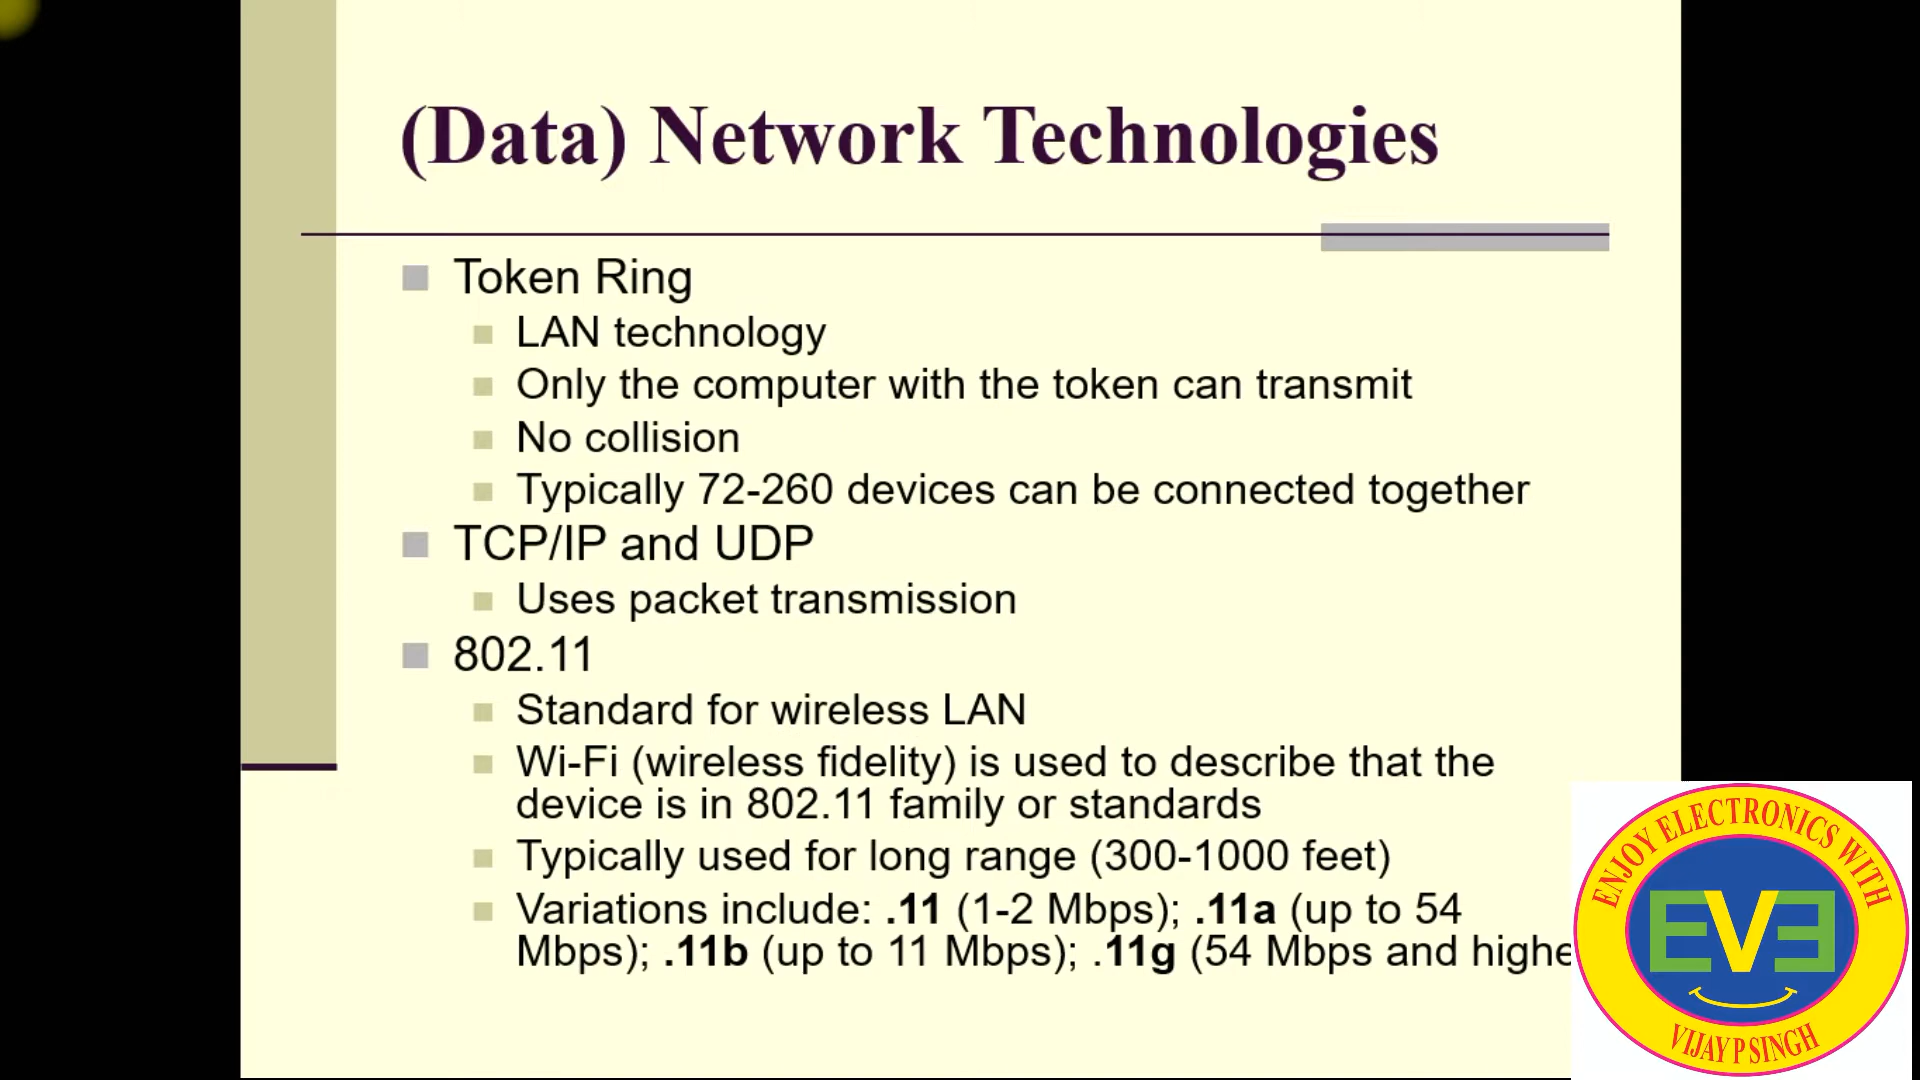 (Data) Network Technologies
Token Ring
LAN technology
Only the computer with the token can transmit
No collision
Typically 72-260 devices can be connected together
TCP/IP and UDP
Uses packet transmission
802.11
Standard for wireless LAN
Wi-Fi (wireless fidelity) is used to describe that the
device is in 802.11 family or standards
Typically used for long range (300-1000 feet)
Variations include: .11 (1-2 Mbps); .11a (up to 54
Mbps); .11b (up to 11 Mbps); .11g (54 Mbps and highe
ENJOY ELECTRONICS WITH
EVE
VIJAY P SINGH